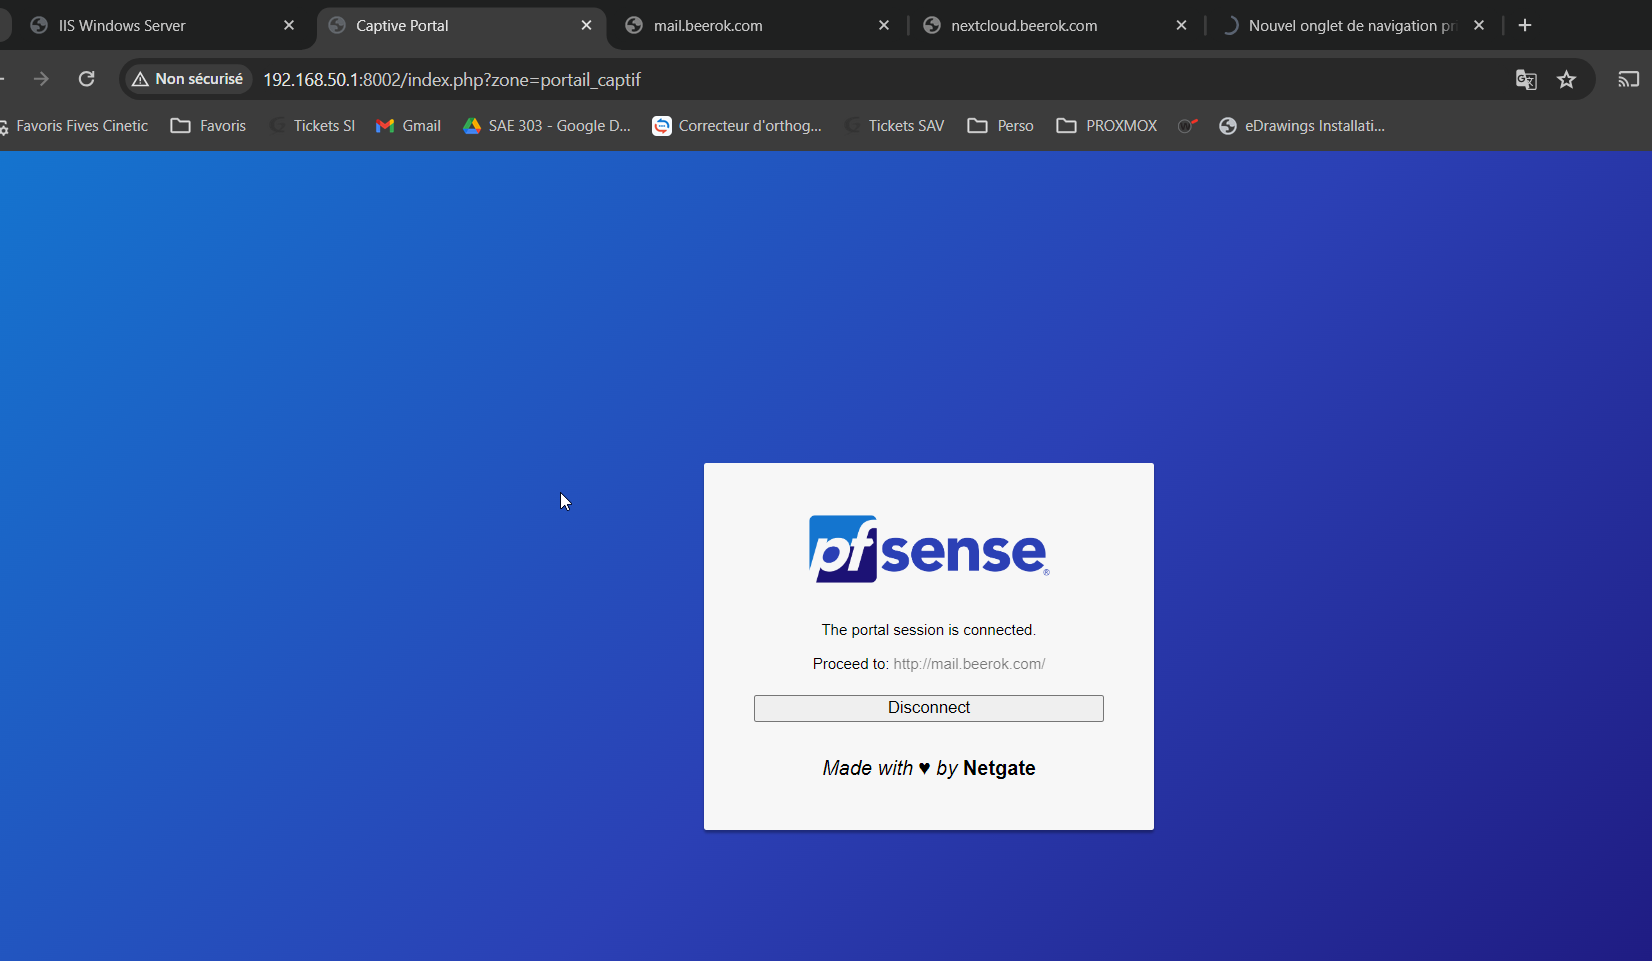 IIS Windows Server
Captive Portal
mail.beerok.com
nextcloud.beerok.com
Nouvel onglet de navigation pr
Non sécurisé
192.168.50.1:8002/index.php?zone=portail_captif
Favoris Fives Cinetic
Favoris
Tickets SI
Gmail
SAE 303 - Google D...
Correcteur d'orthog...
Tickets SAV
Perso
PROXMOX
eDrawings Installati...
pfsense®
The portal session is connected.
Proceed to: http://mail.beerok.com/
Disconnect
Made with ♥ by Netgate